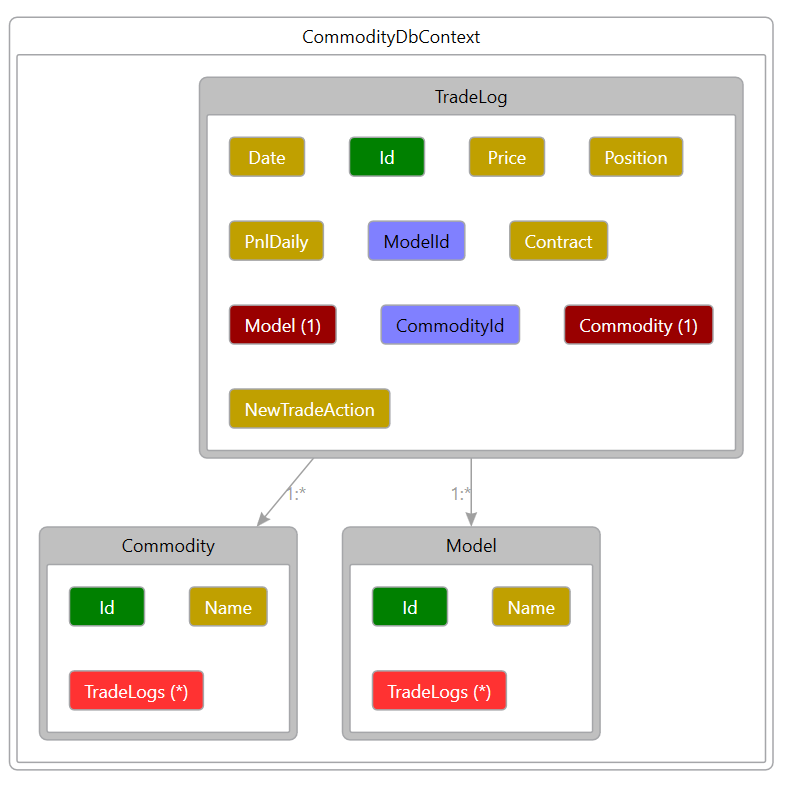 CommodityDbContext
TradeLog
Date Id Price Position
PnlDaily ModelId Contract
Model (1) CommodityId Commodity (1)
NewTradeAction
1:* 1:*
Commodity Model
Id Name Id Name
TradeLogs (*) TradeLogs (*)